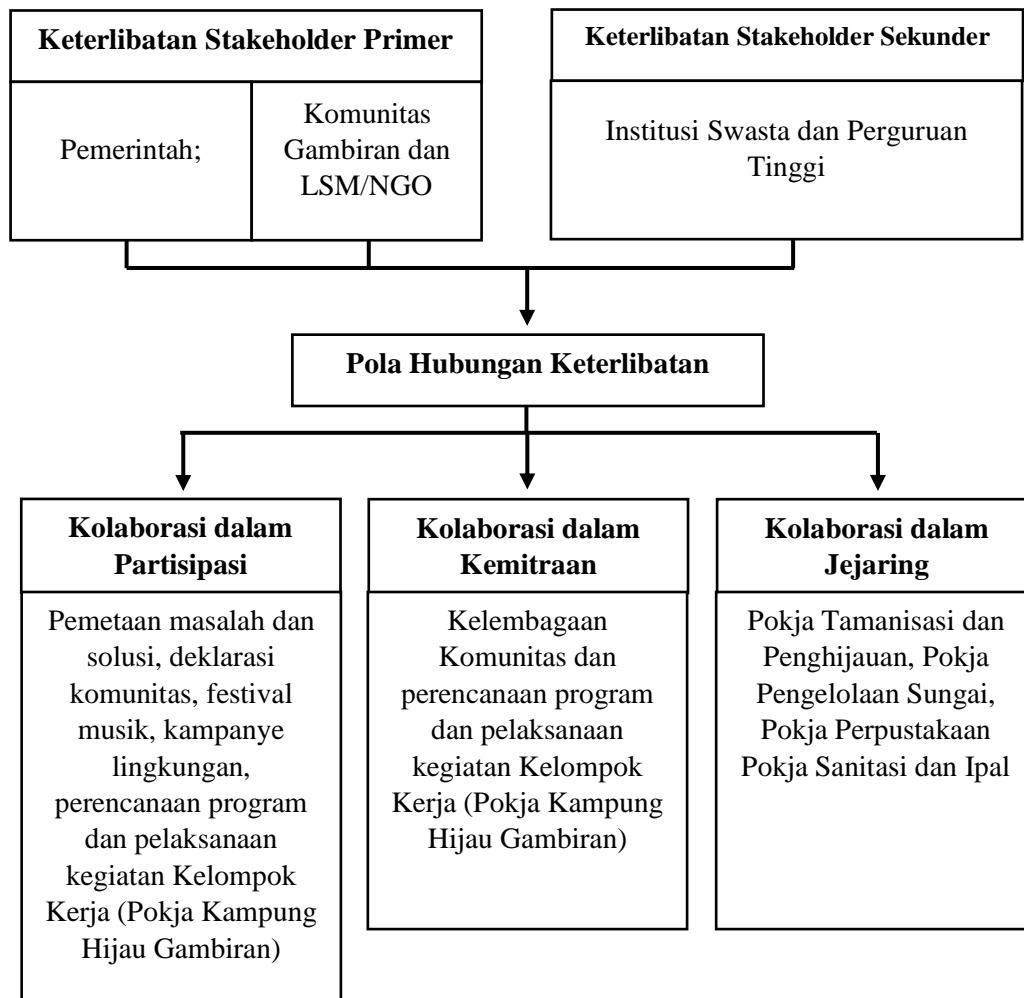 Keterlibatan Stakeholder Primer
Pemerintah;
Komunitas
Gambiran dan
LSM/NGO
Keterlibatan Stakeholder Sekunder
Institusi Swasta dan Perguruan
Tinggi
Pola Hubungan Keterlibatan
Kolaborasi dalam
Partisipasi
Pemetaan masalah dan
solusi, deklarasi
komunitas, festival
musik, kampanye
lingkungan,
perencanaan program
dan pelaksanaan
kegiatan Kelompok
Kerja (Pokja Kampung
Hijau Gambiran)
Kolaborasi dalam
Kemitraan
Kelembagaan
Komunitas dan
perencanaan program
dan pelaksanaan
kegiatan Kelompok
Kerja (Pokja Kampung
Hijau Gambiran)
Kolaborasi dalam
Jejaring
Pokja Tamanisasi dan
Penghijauan, Pokja
Pengelolaan Sungai,
Pokja Perpustakaan
Pokja Sanitasi dan Ipal